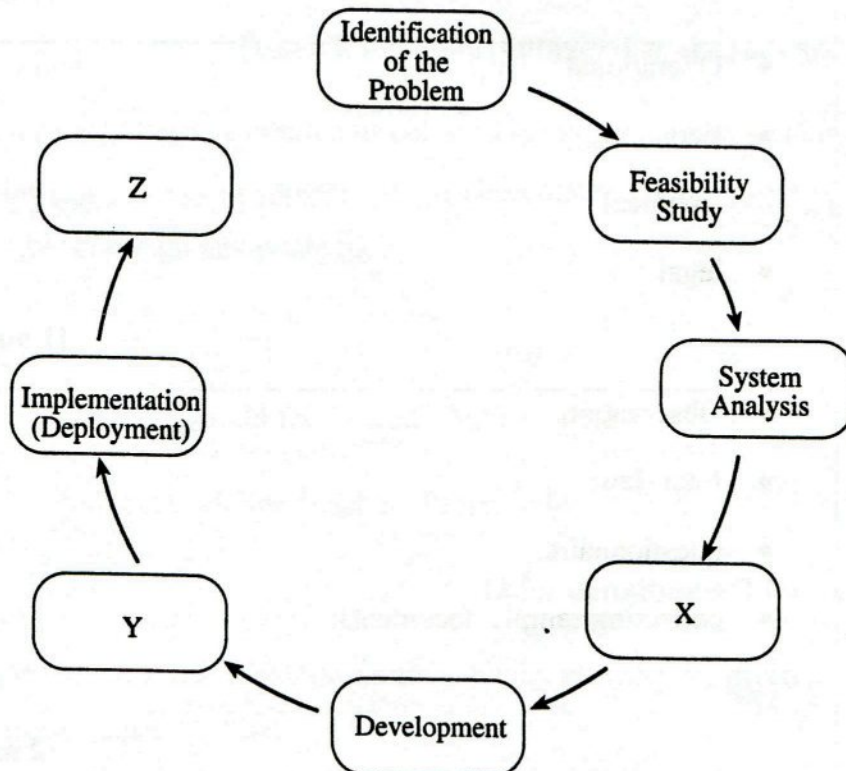 Identification
of the
Problem
Feasibility
Study
System
Analysis
X
Development
Y
Implementation
(Deployment)
Z